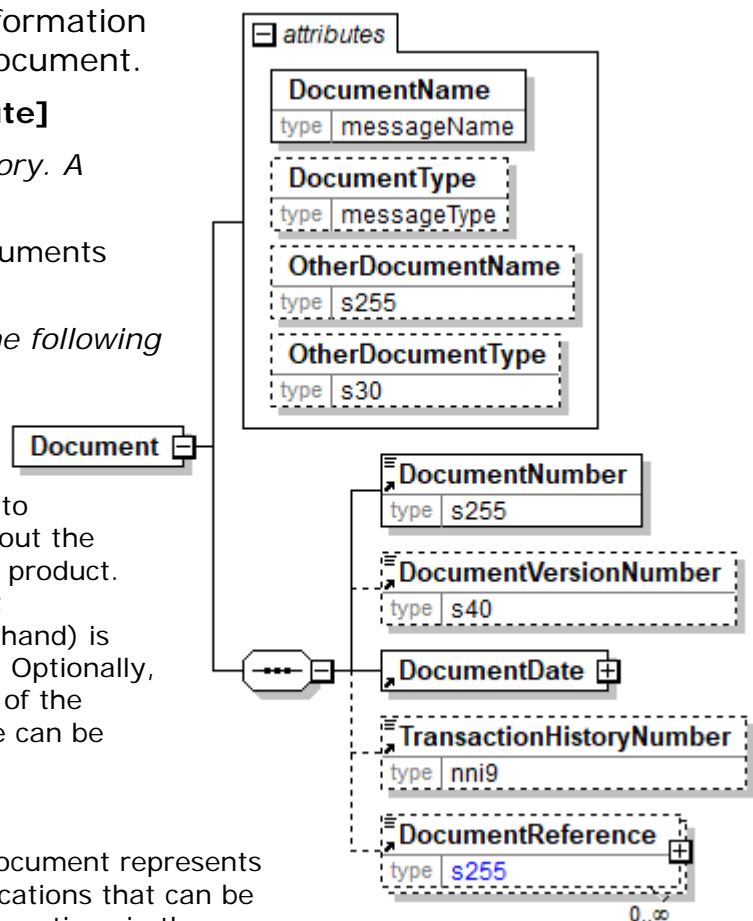 formation
ocument.
te]
ory. A
uments
e following
to
out the
product.
hand) is
Optionally,
of the
e can be
ocument represents
cations that can be
attributes
DocumentName
type messageName
DocumentType
type messageType
OtherDocumentName
type s255
OtherDocumentType
type s30
Document
DocumentNumber
type s255
DocumentVersionNumber
type s40
DocumentDate
TransactionHistoryNumber
type nni9
DocumentReference
type s255
0..∞